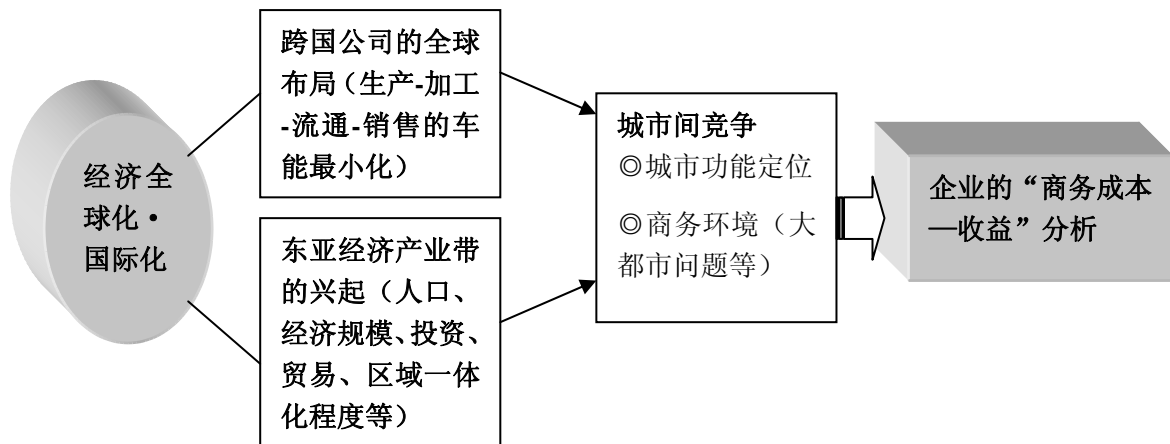 经济全
球化·
国际化
跨国公司的全球
布局（生产-加工
-流通-销售的车
能最小化）
东亚经济产业带
的兴起（人口、
经济规模、投资、
贸易、区域一体
化程度等）
城市间竞争
◎城市功能定位
◎商务环境（大
都市问题等）
企业的“商务成本
—收益”分析